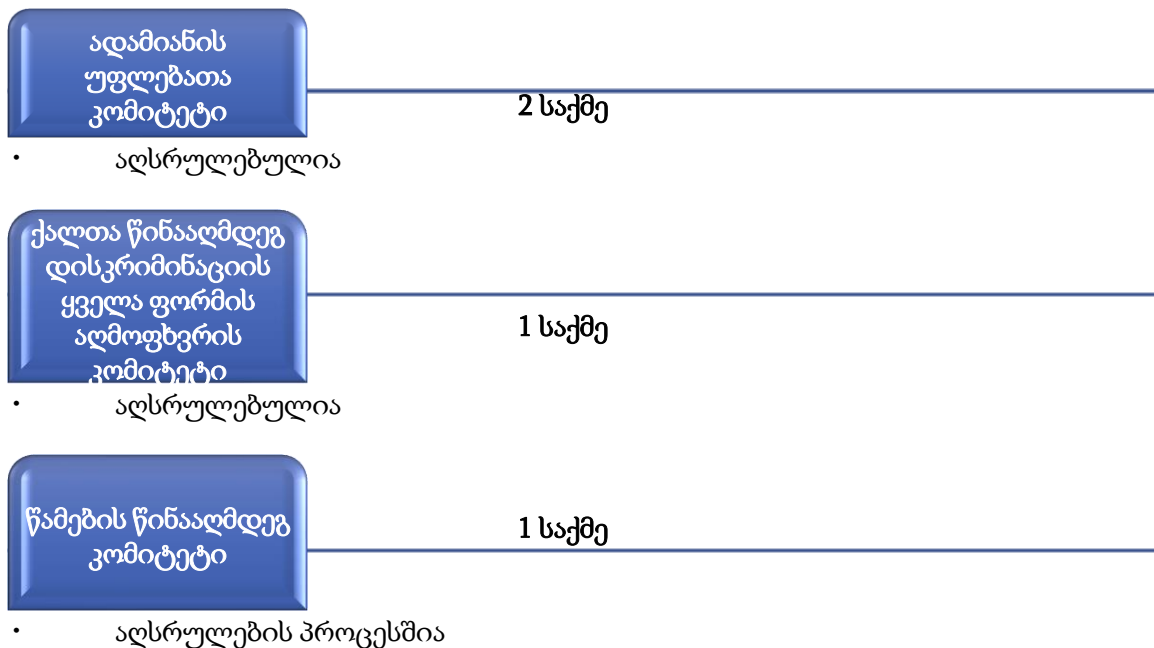 ადამიანის
უფლებათა
კომიტეტი
2 საქმე
• აღსრულებულია
ქალთა წინააღმდეგ
დისკრიმინაციის
ყველა ფორმის
აღმოფხვრის
კომიტეტი
1 საქმე
• აღსრულებულია
წამების წინააღმდეგ
კომიტეტი
1 საქმე
• აღსრულების პროცესშია